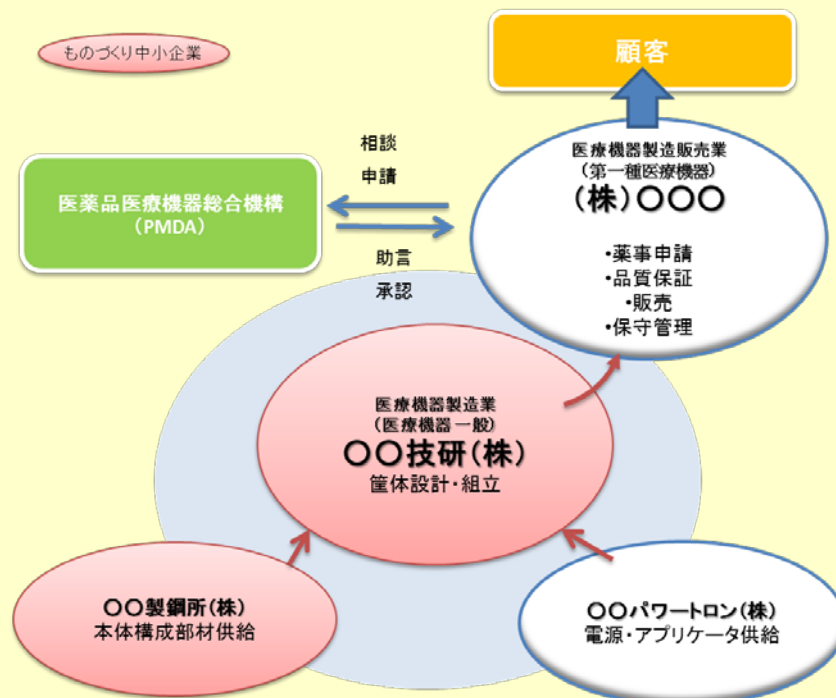 ものづくり中小企業
顧客
医療機器製造販売業
(第一種医療機器)
(株)〇〇〇
・薬事申請
・品質保証
・販売
・保守管理
相談
申請
医薬品医療機器総合機構
(PMDA)
助言
承認
医療機器製造業
(医療機器一般)
〇〇技研(株)
筐体設計・組立
〇〇製鋼所(株)
本体構成部材供給
〇〇パワートロン(株)
電源・アプリケータ供給